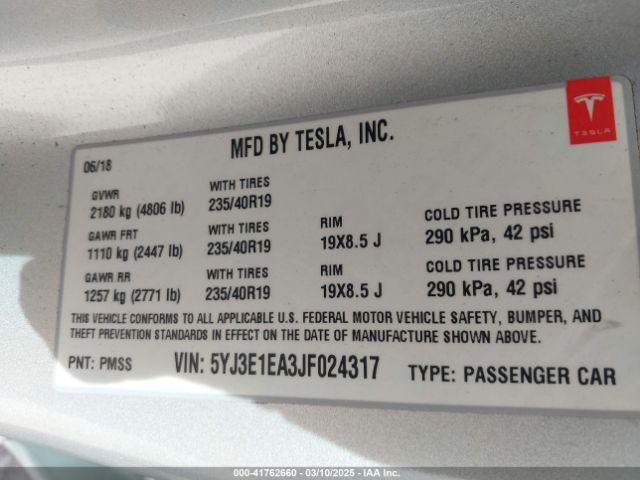 MFD BY TESLA, INC.
TESLA
06/18
GVWR
2180 kg (4806 lb)
WITH TIRES
235/40R19
GAWR FRT
1110 kg (2447 lb)
WITH TIRES
235/40R19
RIM
19X8.5 J
COLD TIRE PRESSURE
290 kPa, 42 psi
GAWR RR
1257 kg (2771 lb)
WITH TIRES
235/40R19
RIM
19X8.5 J
COLD TIRE PRESSURE
290 kPa, 42 psi
THIS VEHICLE CONFORMS TO ALL APPLICABLE U.S. FEDERAL MOTOR VEHICLE SAFETY, BUMPER, AND
THEFT PREVENTION STANDARDS IN EFFECT ON THE DATE OF MANUFACTURE SHOWN ABOVE.
PNT: PMSS VIN: 5YJ3E1EA3JF024317 TYPE: PASSENGER CAR
000-41762660 - 03/10/2025 - IAA Inc.